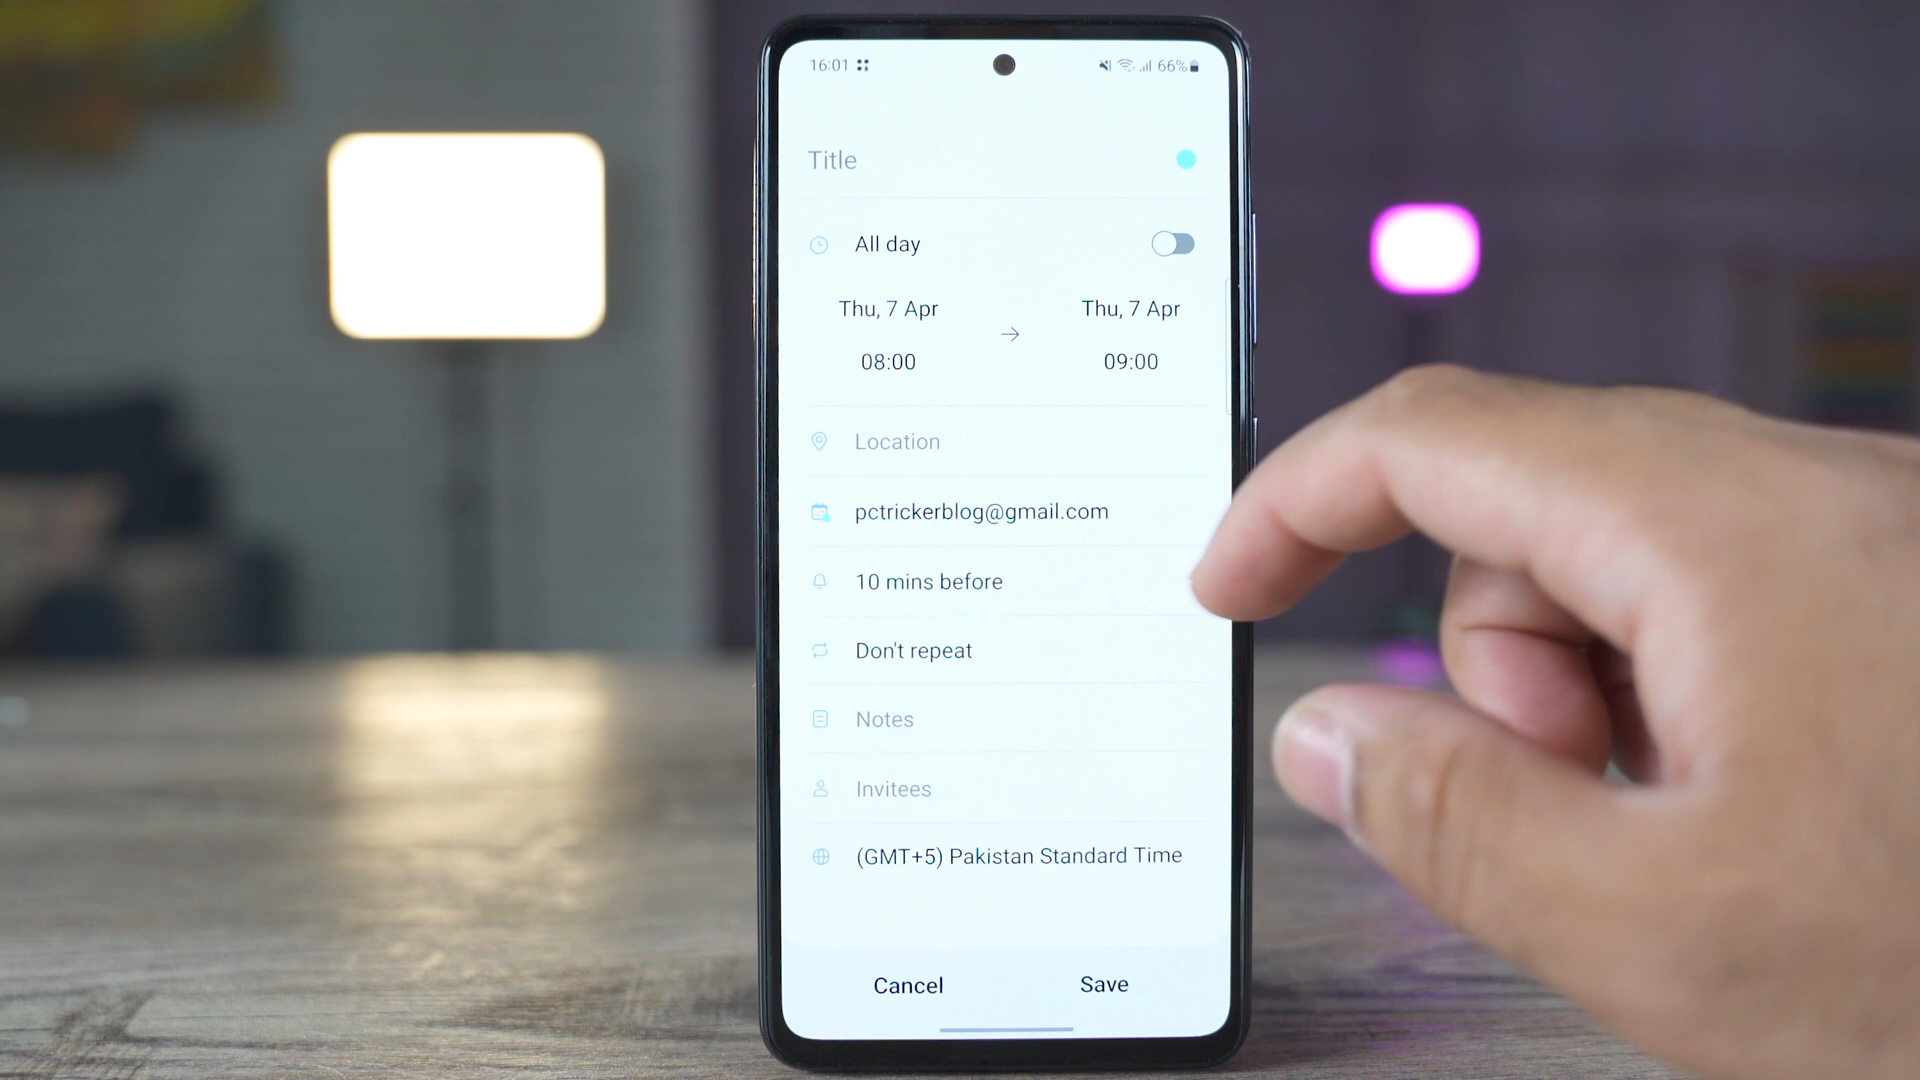 16:01 66%
Title
All day
Thu, 7 Apr Thu, 7 Apr
08:00 09:00
Location
pctrickerblog@gmail.com
10 mins before
Don't repeat
Notes
Invitees
(GMT+5) Pakistan Standard Time
Cancel Save